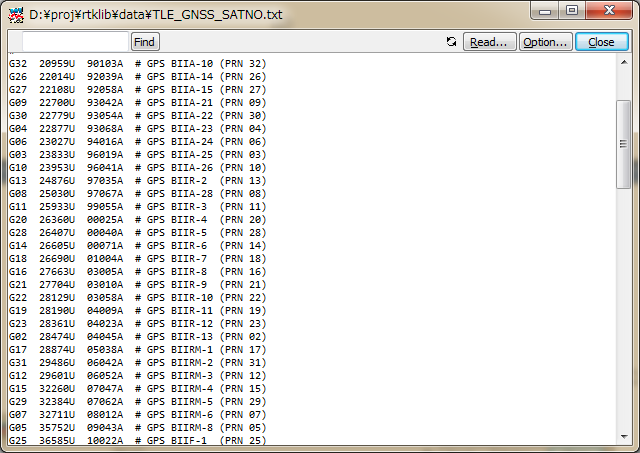 D:¥proj¥rtklib¥data¥TLE_GNSS_SATNO.txt
Find Read... Option... Close
G32 20959U 90103A # GPS BIIA-10 (PRN 32)
G26 22014U 92039A # GPS BIIA-14 (PRN 26)
G27 22108U 92058A # GPS BIIA-15 (PRN 27)
G09 22700U 93042A # GPS BIIA-21 (PRN 09)
G30 22779U 93054A # GPS BIIA-22 (PRN 30)
G04 22877U 93068A # GPS BIIA-23 (PRN 04)
G06 23027U 94016A # GPS BIIA-24 (PRN 06)
G03 23833U 96019A # GPS BIIA-25 (PRN 03)
G10 23953U 96041A # GPS BIIA-26 (PRN 10)
G13 24876U 97035A # GPS BIIR-2 (PRN 13)
G08 25030U 97067A # GPS BIIA-28 (PRN 08)
G11 25933U 99055A # GPS BIIR-3 (PRN 11)
G20 26360U 00025A # GPS BIIR-4 (PRN 20)
G28 26407U 00040A # GPS BIIR-5 (PRN 28)
G14 26605U 00071A # GPS BIIR-6 (PRN 14)
G18 26690U 01004A # GPS BIIR-7 (PRN 18)
G16 27663U 03005A # GPS BIIR-8 (PRN 16)
G21 27704U 03010A # GPS BIIR-9 (PRN 21)
G22 28129U 03058A # GPS BIIR-10 (PRN 22)
G19 28190U 04009A # GPS BIIR-11 (PRN 19)
G23 28361U 04023A # GPS BIIR-12 (PRN 23)
G02 28474U 04045A # GPS BIIR-13 (PRN 02)
G17 28874U 05038A # GPS BIIRM-1 (PRN 17)
G31 29486U 06042A # GPS BIIRM-2 (PRN 31)
G12 29601U 06052A # GPS BIIRM-3 (PRN 12)
G15 32260U 07047A # GPS BIIRM-4 (PRN 15)
G29 32384U 07062A # GPS BIIRM-5 (PRN 29)
G07 32711U 08012A # GPS BIIRM-6 (PRN 07)
G05 35752U 09043A # GPS BIIRM-8 (PRN 05)
G25 36585U 10022A # GPS BIIF-1 (PRN 25)